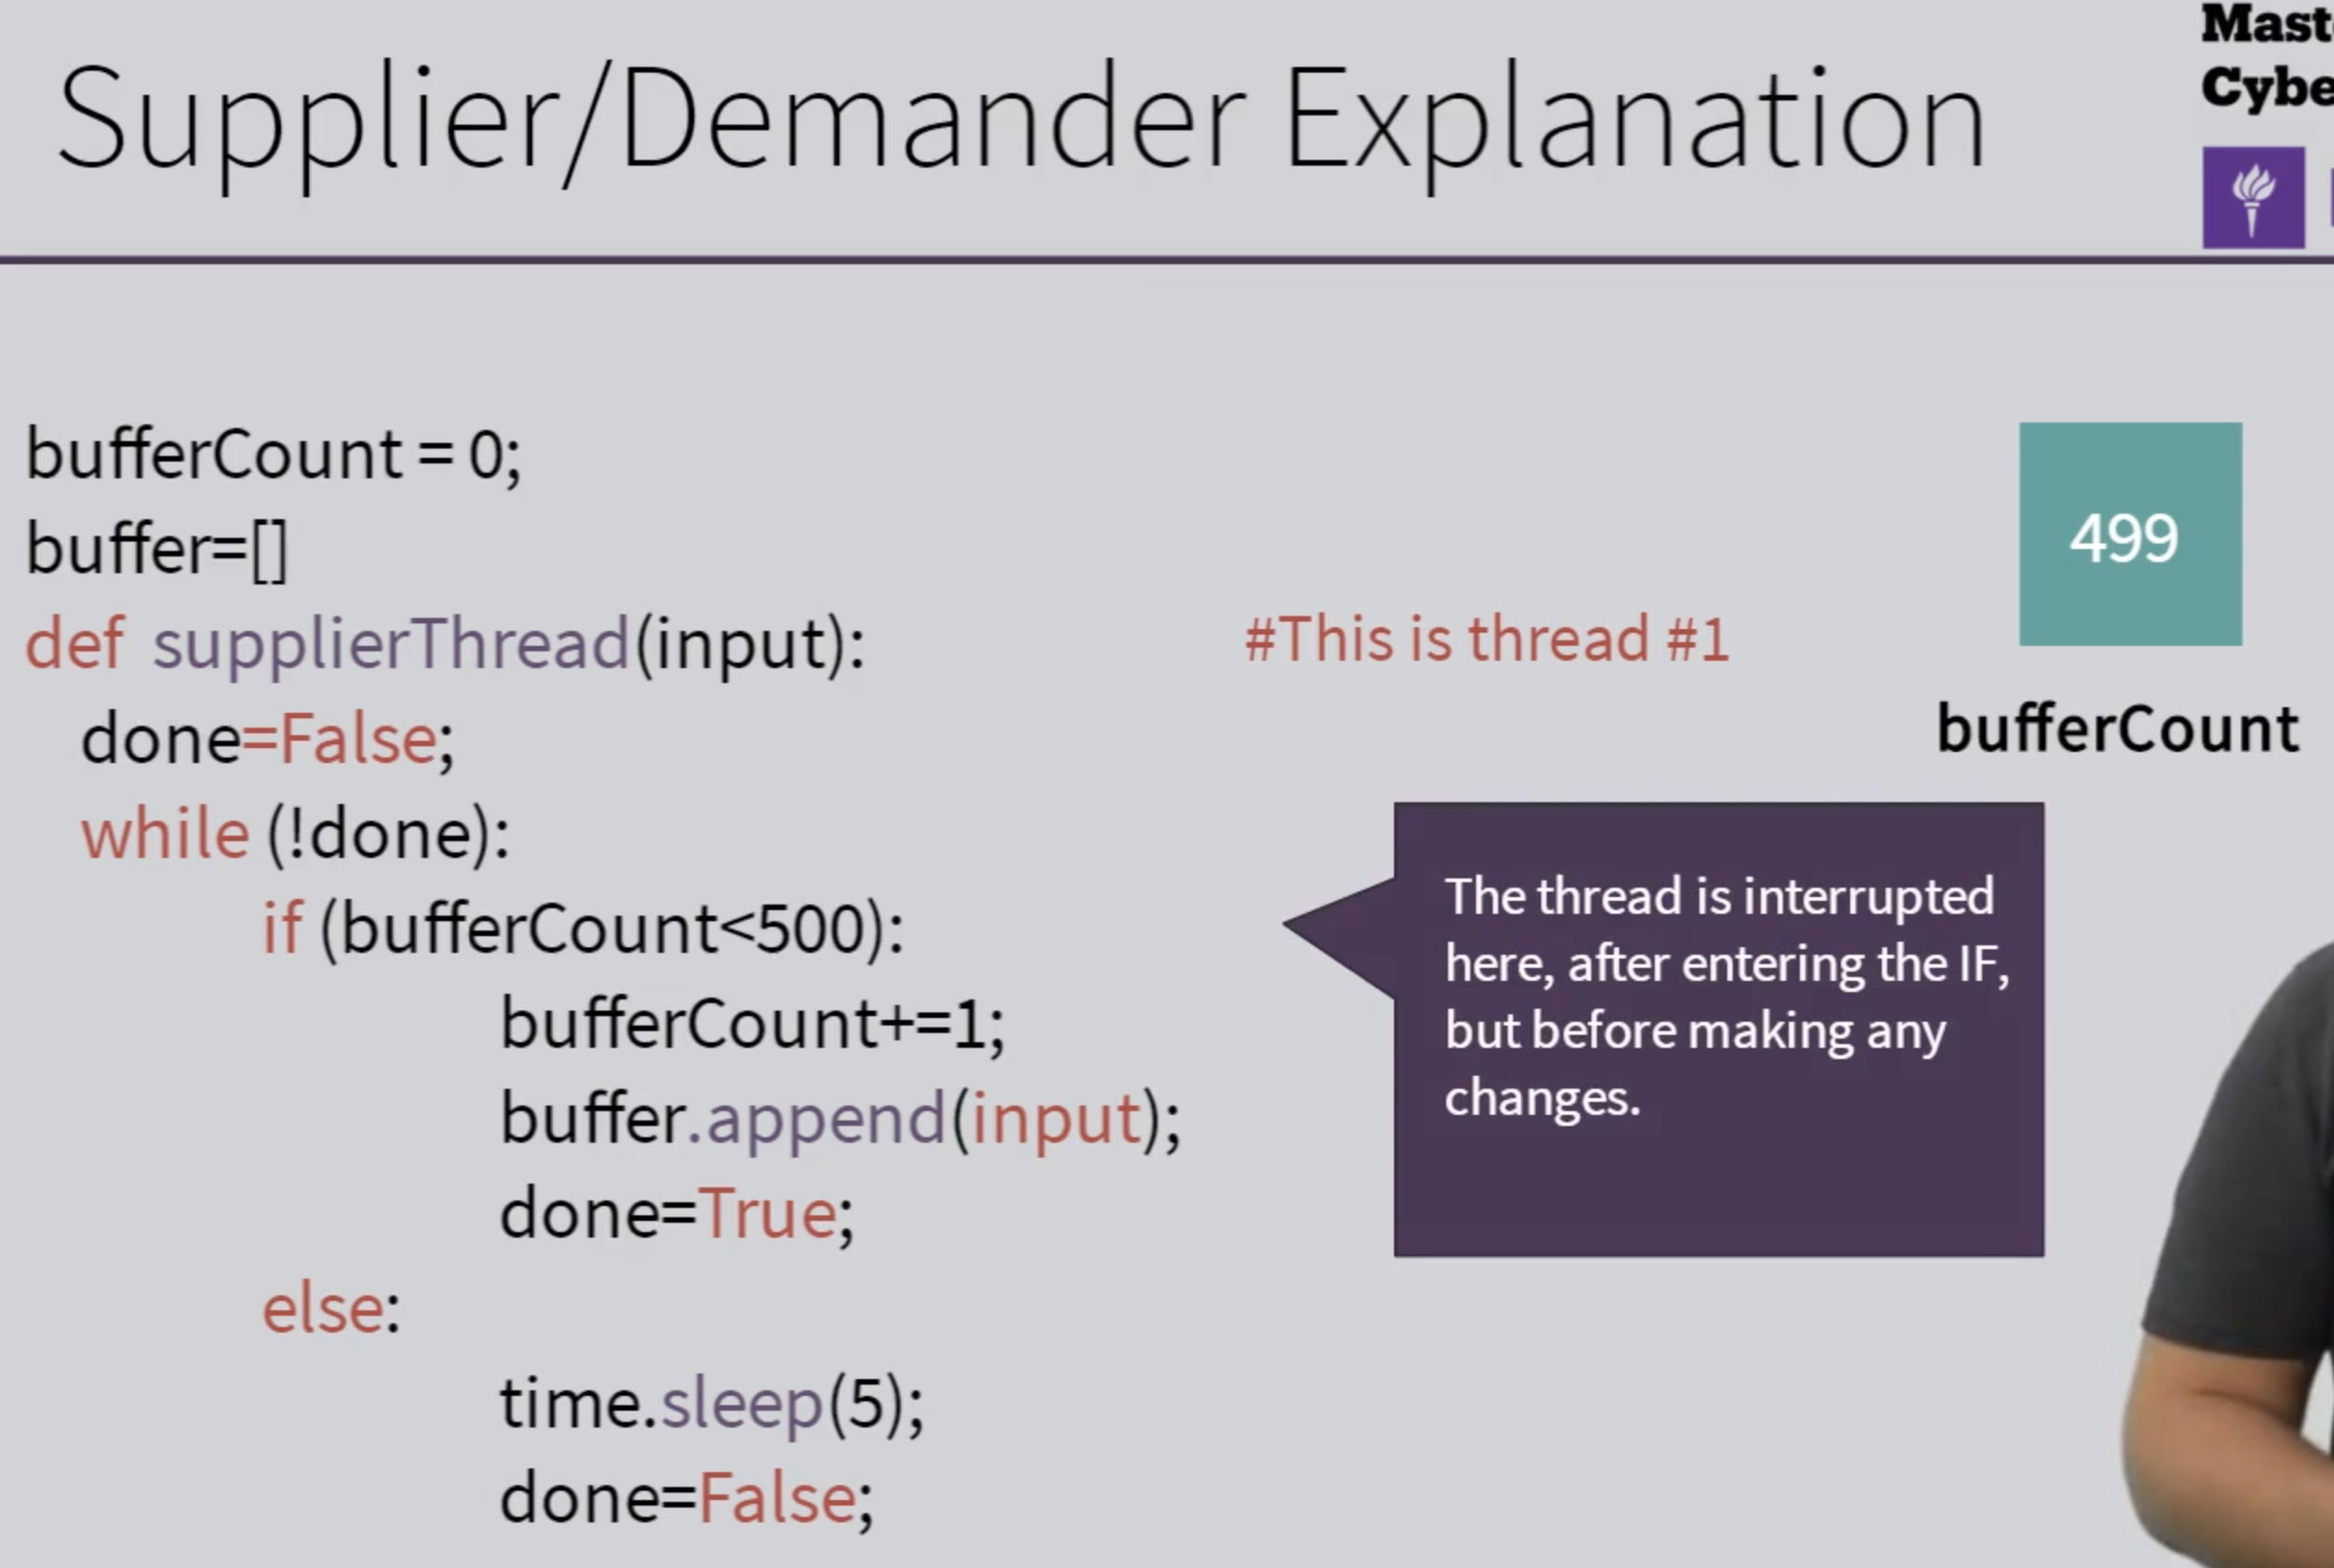 Supplier/Demander Explanation
bufferCount = 0;
buffer=[]
def supplierThread(input):
#This is thread #1
done=False;
while (!done):
if (bufferCount<500):
bufferCount+=1;
buffer.append(input);
done=True;
else:
time.sleep(5);
done=False;
499
bufferCount
The thread is interrupted
here, after entering the IF,
but before making any
changes.